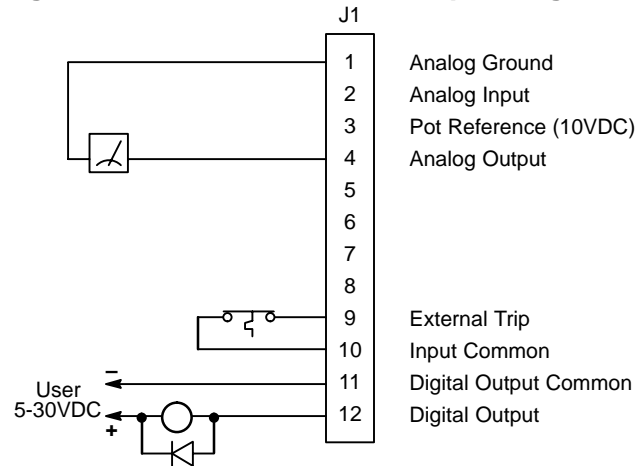 J1
1 Analog Ground
2 Analog Input
3 Pot Reference (10VDC)
4 Analog Output
5
6
7
8
9 External Trip
10 Input Common
– 11 Digital Output Common
User
5-30VDC 12 Digital Output
+